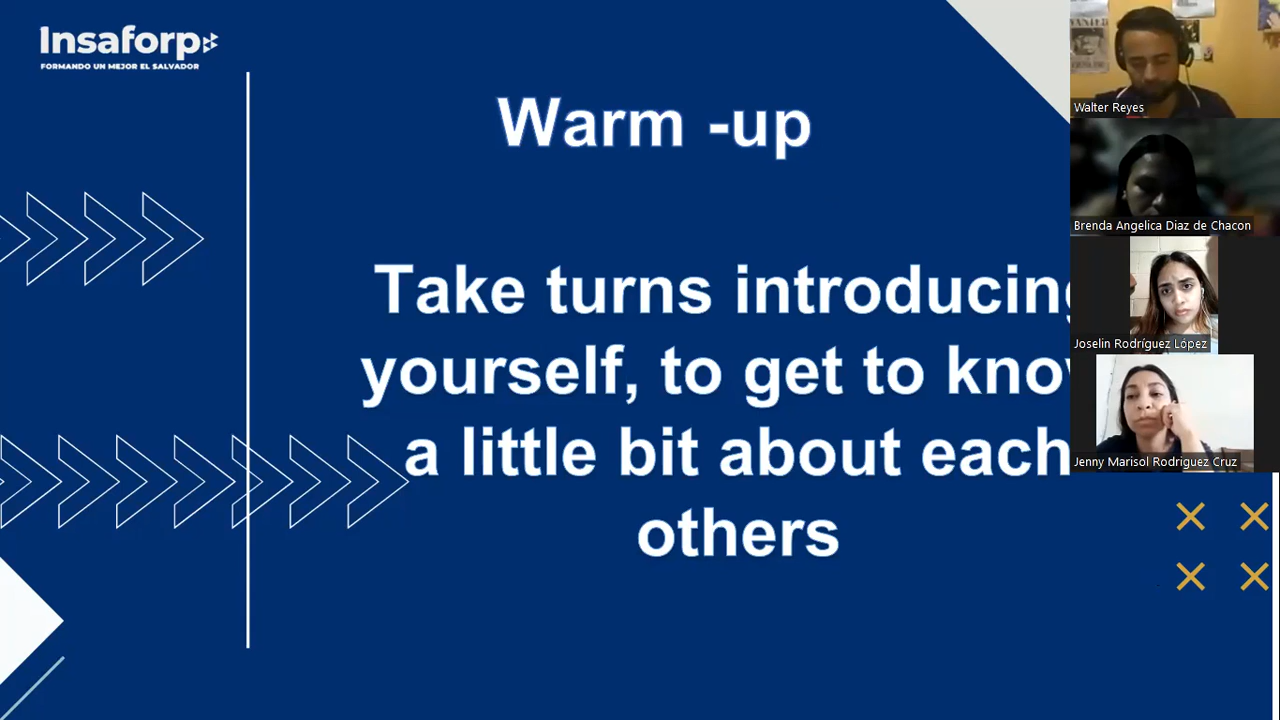 Insaforp
FORMANDO UN MEJOR EL SALVADOR
Warm -up
Take turns introducing
yourself, to get to know
a little bit about each
others
WANTED
Walter Reyes
Brenda Angelica Diaz de Chacon
Joselin Rodríguez López
Jenny Marisol Rodriguez Cruz